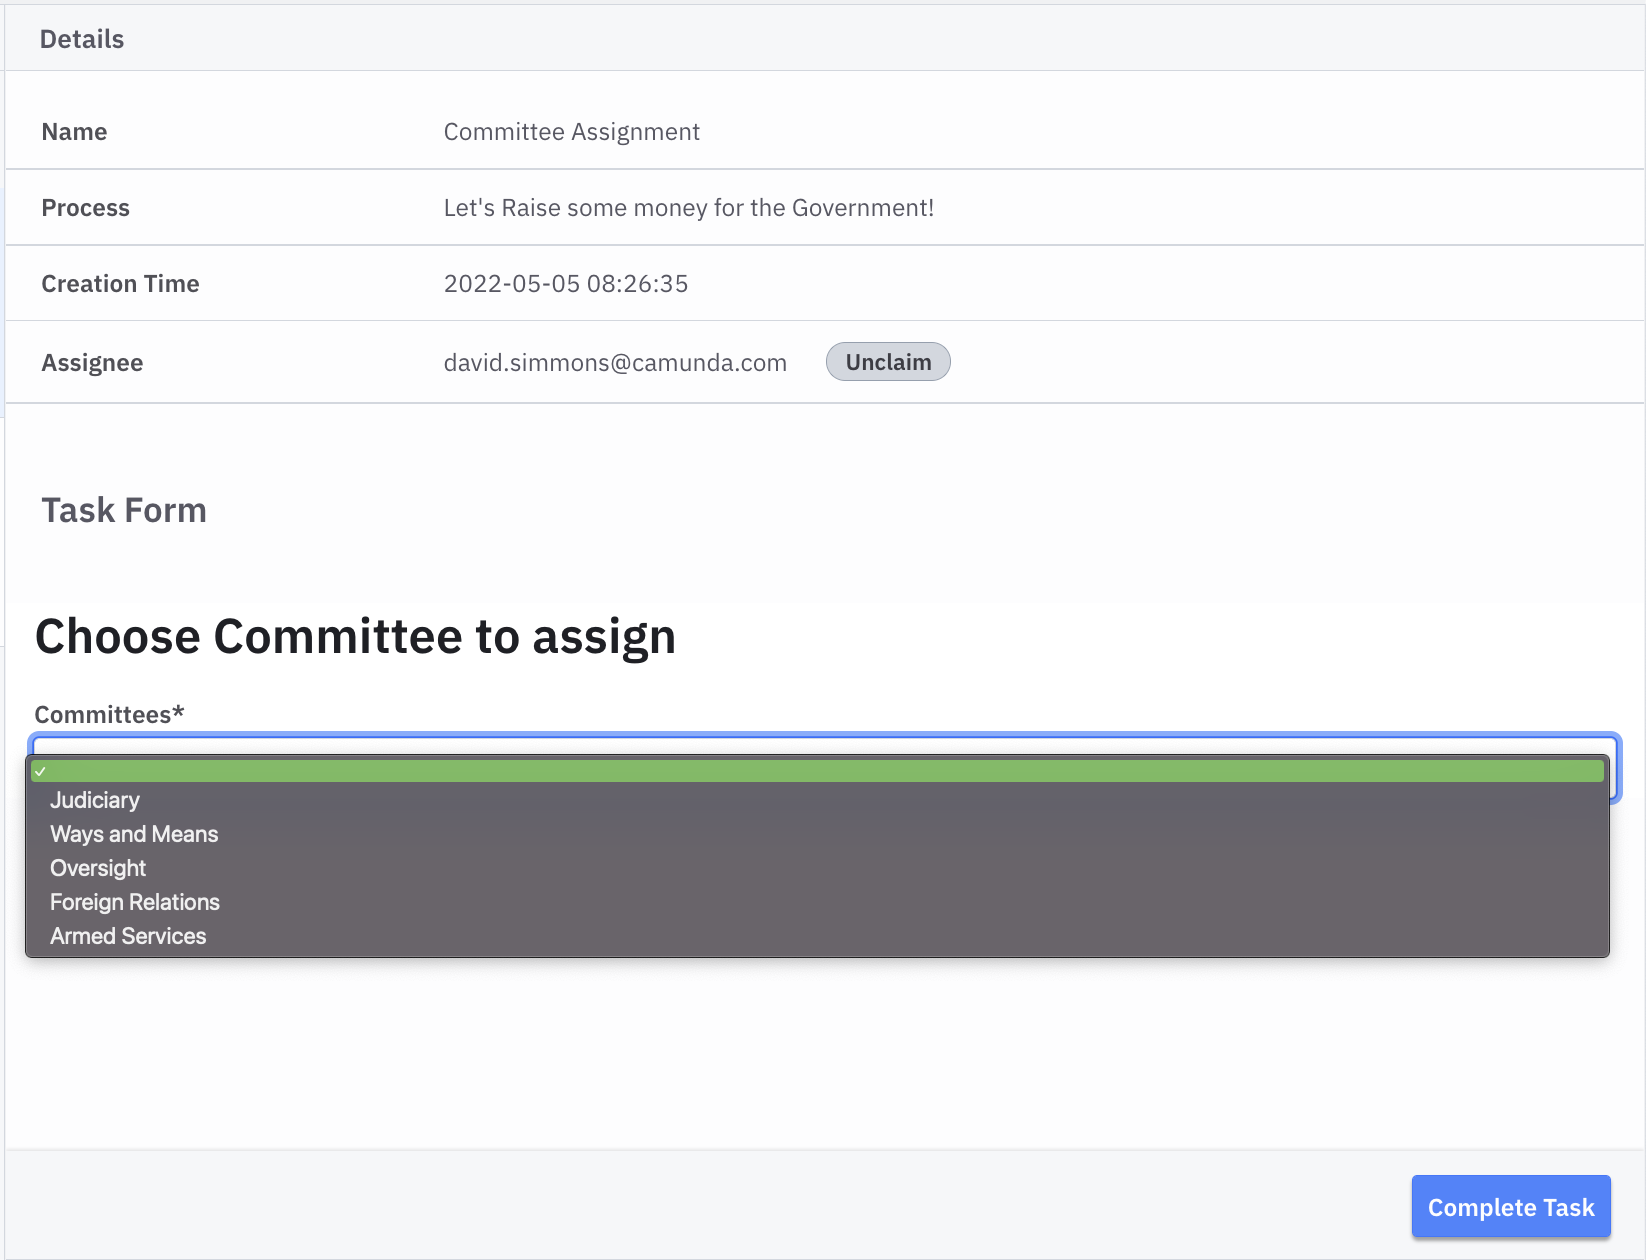 Details
Name Committee Assignment
Process Let's Raise some money for the Government!
Creation Time 2022-05-05 08:26:35
Assignee david.simmons@camunda.com Unclaim
Task Form
Choose Committee to assign
Committees*
✓
Judiciary
Ways and Means
Oversight
Foreign Relations
Armed Services
Complete Task